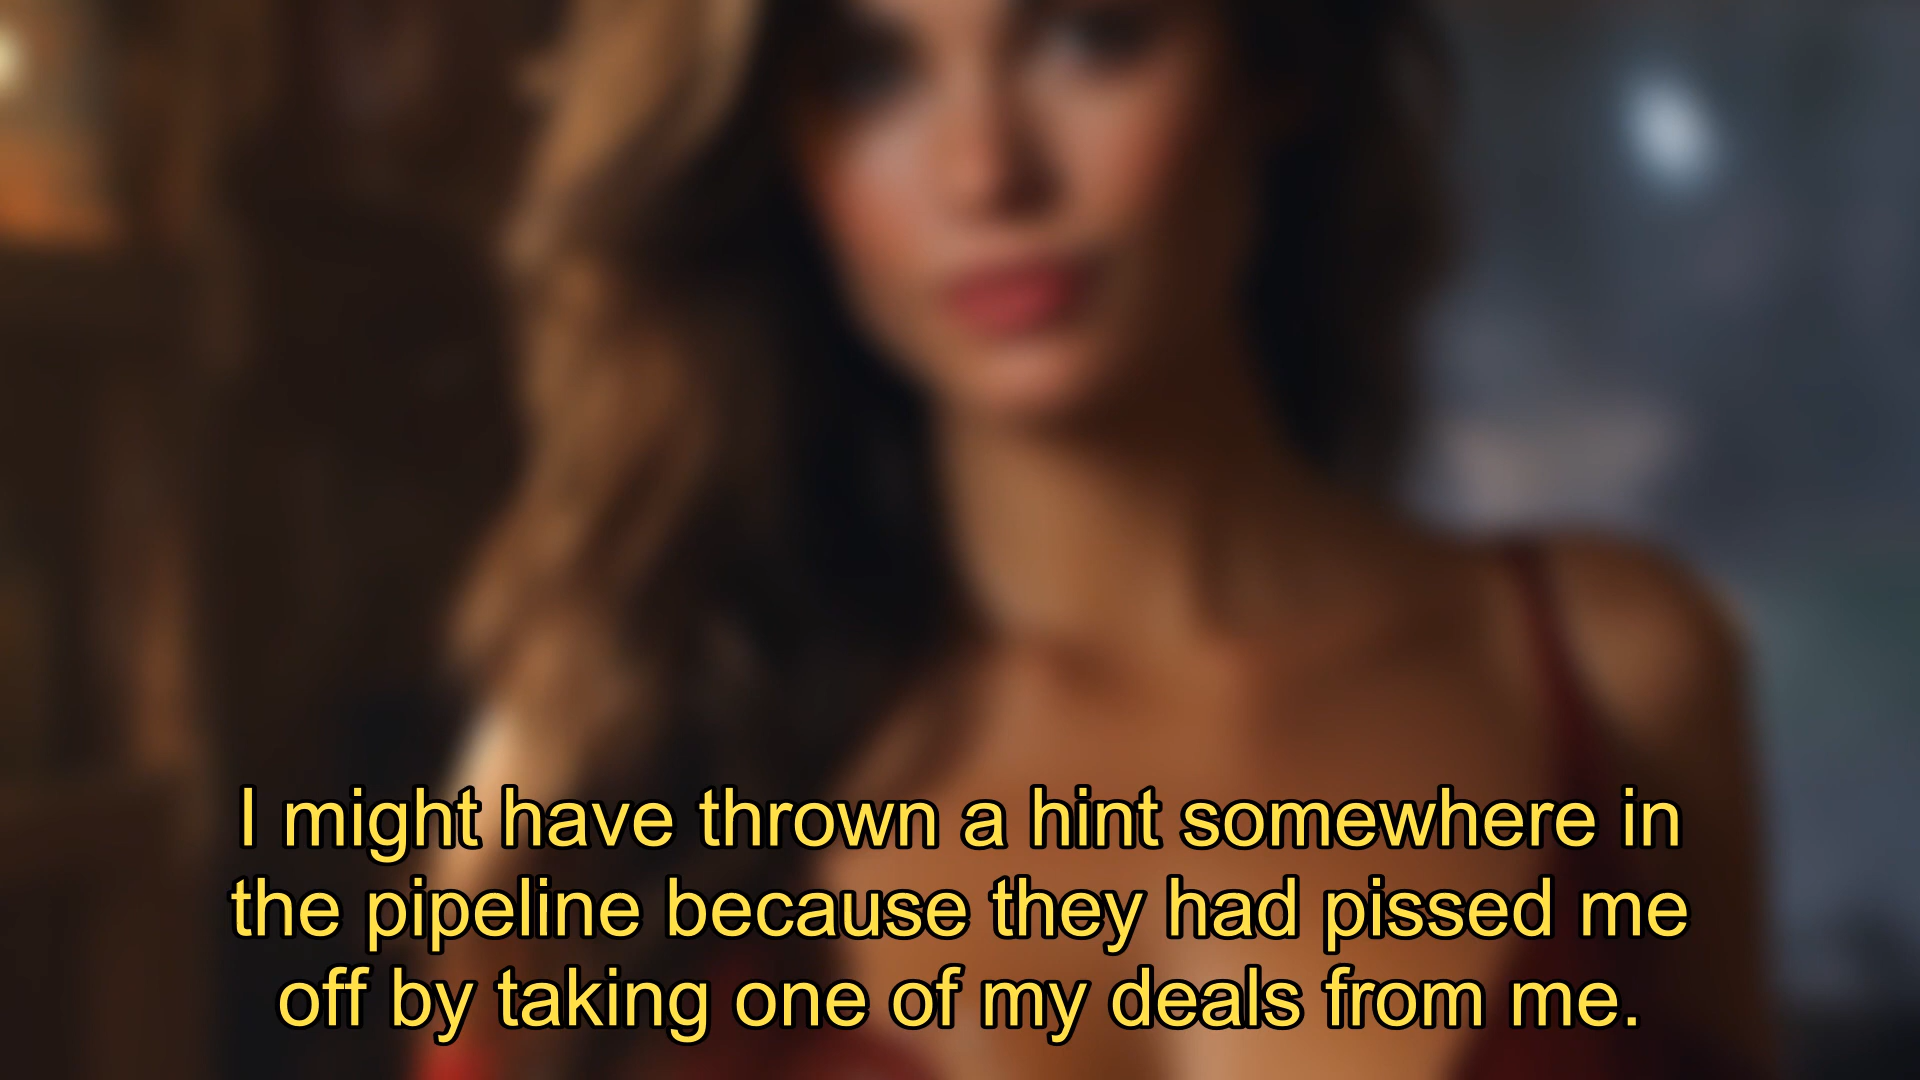 I might have thrown a hint somewhere in
the pipeline because they had pissed me
off by taking one of my deals from me.